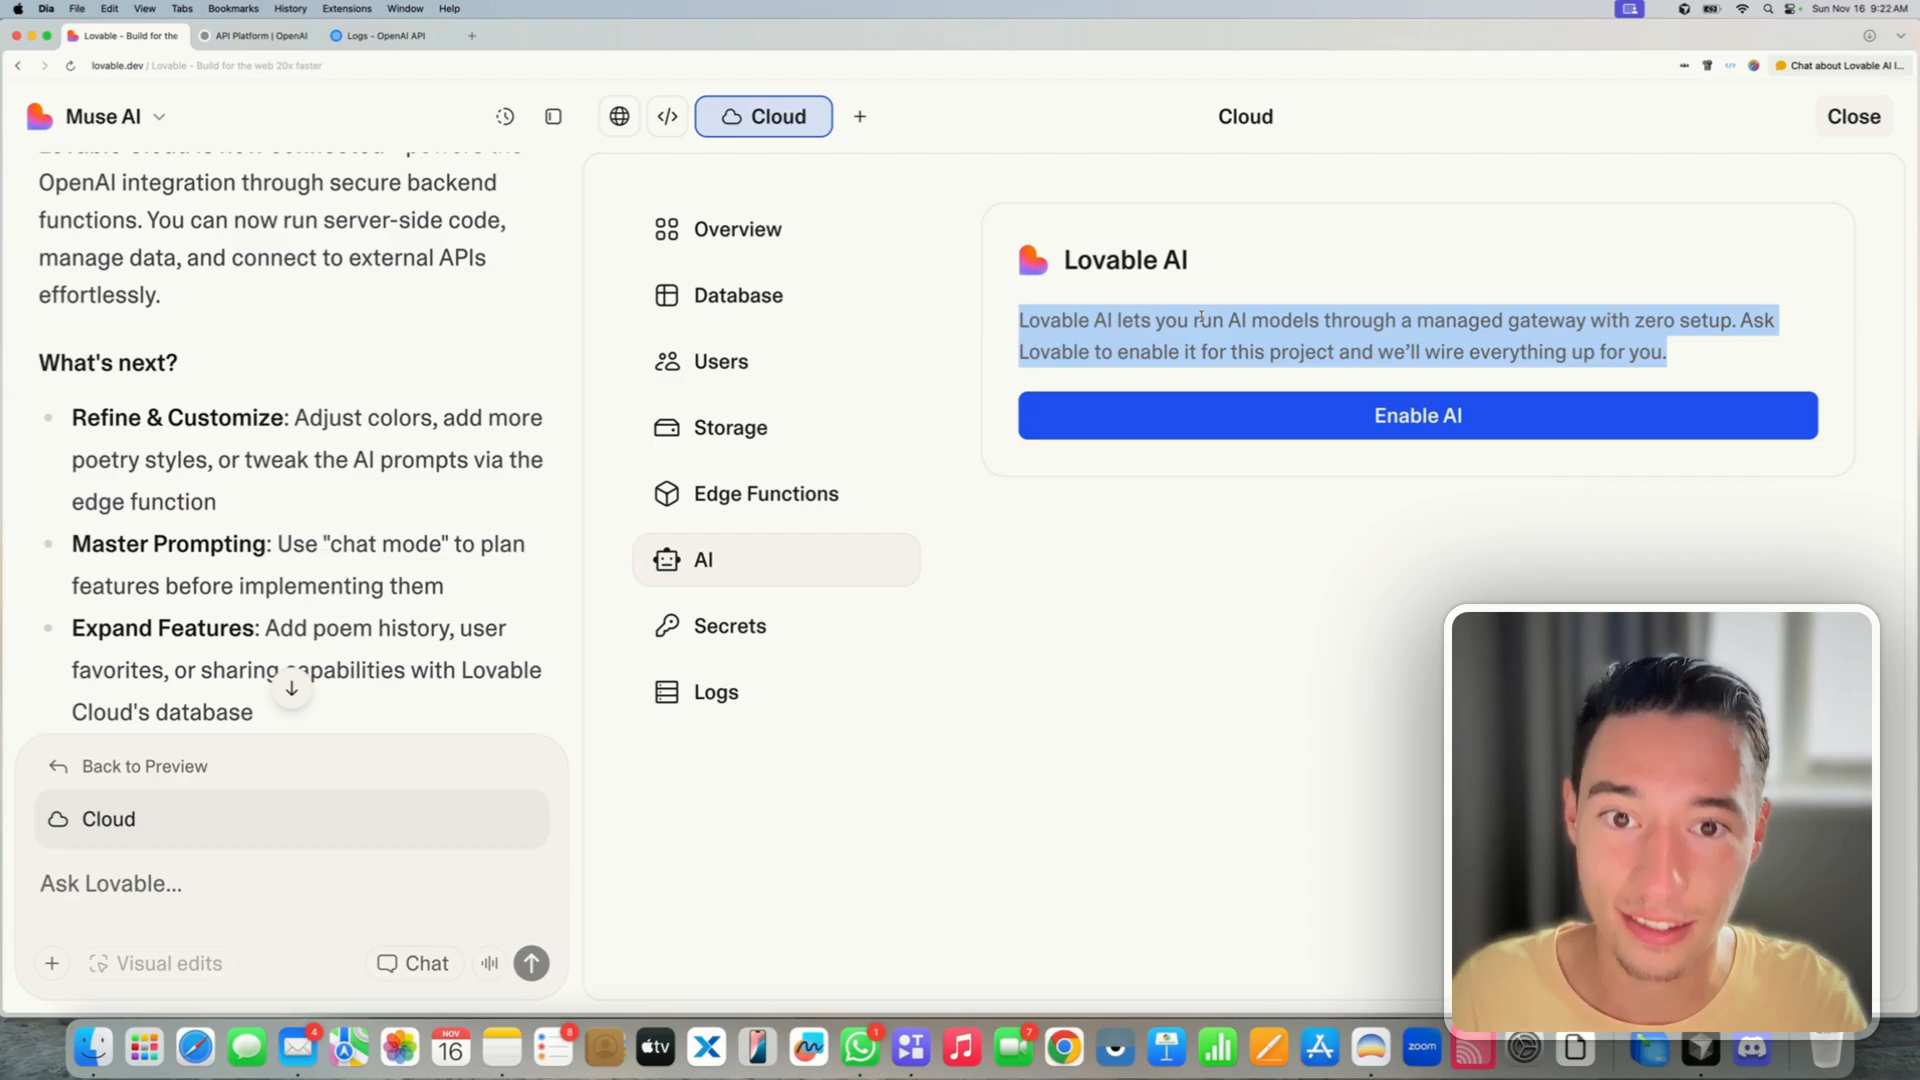 Dia File Edit View Tabs Bookmarks History Extensions Window Help
Sun Nov 16 9:22 AM
Lovable - Build for the
API Platform | OpenAI
Logs - OpenAI API
lovable.dev / Lovable - Build for the web 20x faster
Chat about Lovable AI I...
Muse AI
Cloud
Cloud
Close
OpenAI integration through secure backend
functions. You can now run server-side code,
manage data, and connect to external APIs
effortlessly.
What's next?
Refine & Customize: Adjust colors, add more
poetry styles, or tweak the AI prompts via the
edge function
Master Prompting: Use "chat mode" to plan
features before implementing them
Expand Features: Add poem history, user
favorites, or sharing capabilities with Lovable
Cloud's database
Back to Preview
Cloud
Ask Lovable...
Visual edits
Chat
Overview
Database
Users
Storage
Edge Functions
AI
Secrets
Logs
Lovable AI
Lovable AI lets you run AI models through a managed gateway with zero setup. Ask
Lovable to enable it for this project and we'll wire everything up for you.
Enable AI
4
NOV
16
8
tv
1
7
zoom